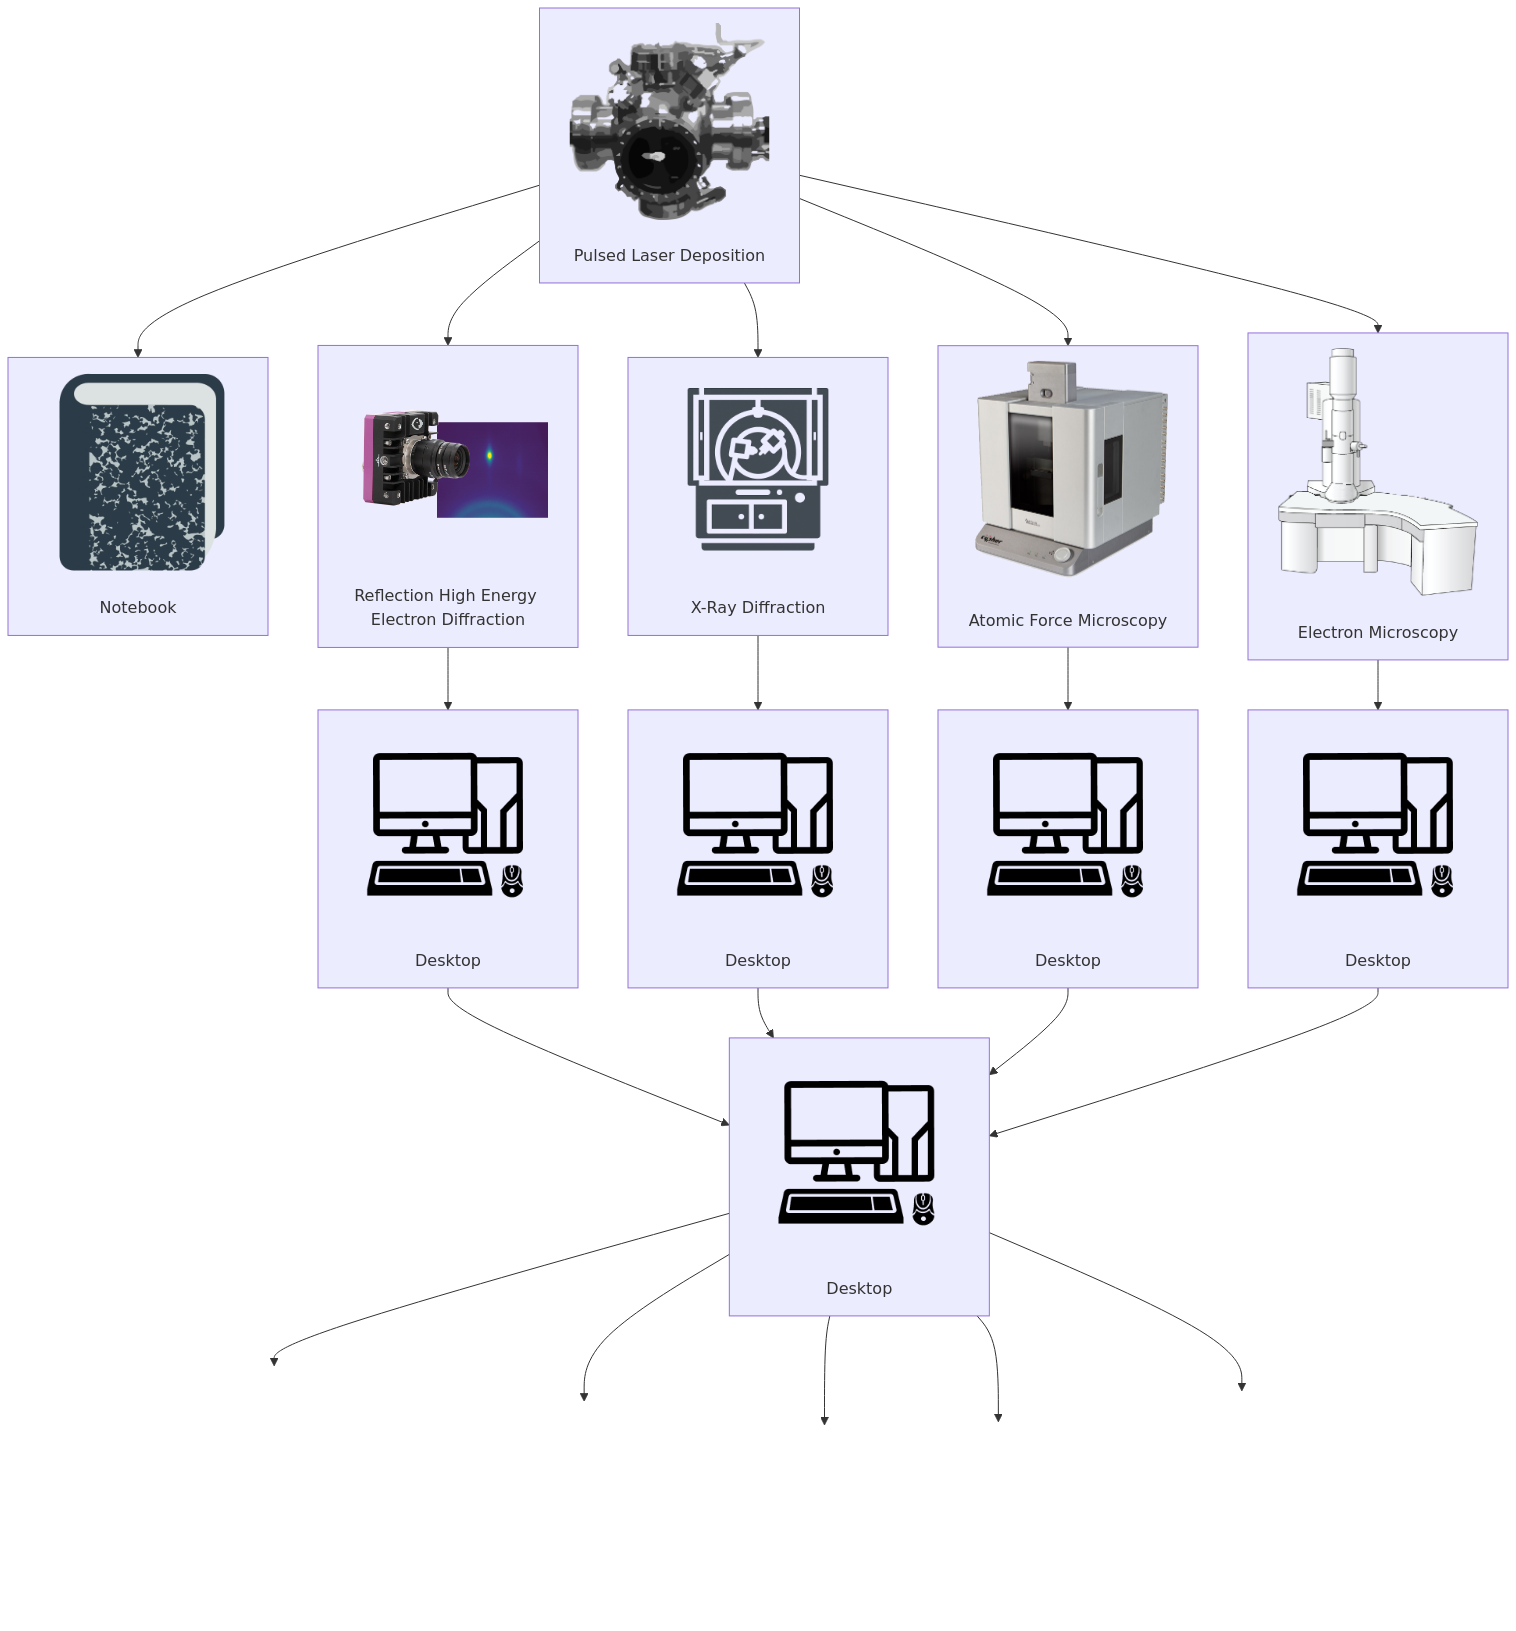 Pulsed Laser Deposition
Notebook
Reflection High Energy
Electron Diffraction
X-Ray Diffraction
Atomic Force Microscopy
Electron Microscopy
Desktop
Desktop
Desktop
Desktop
Desktop